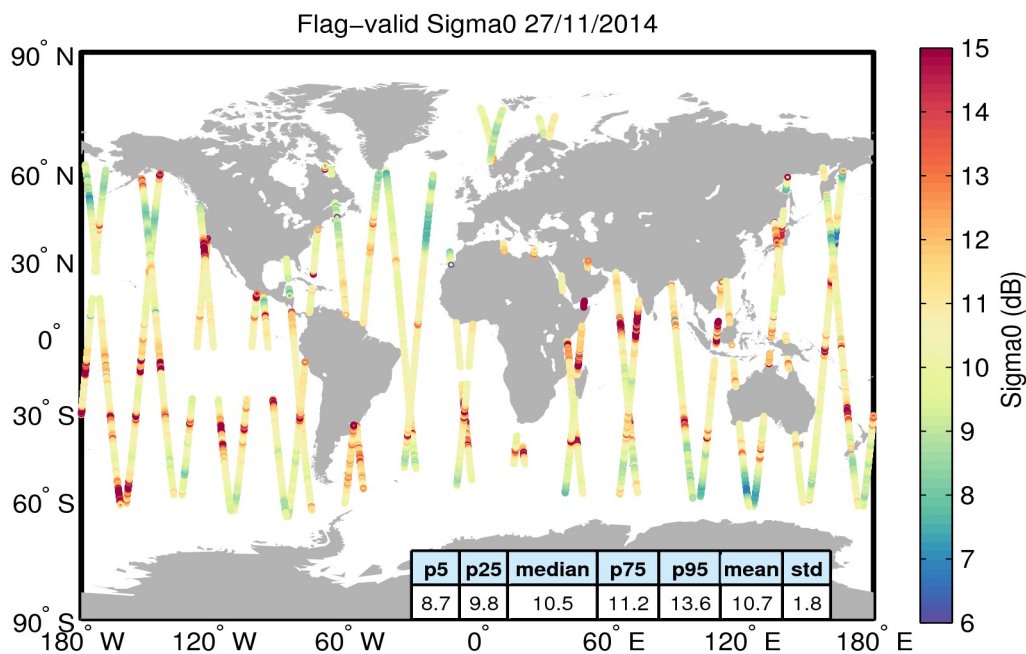 Flag−valid Sigma0 27/11/2014
90° N
60° N
30° N
0°
30° S
60° S
90° S
180° W
120° W
60° W
0°
60° E
120° E
180° E
p5 p25 median p75 p95 mean std
8.7 9.8 10.5 11.2 13.6 10.7 1.8
15
14
13
12
11
10
9
8
7
6
Sigma0 (dB)